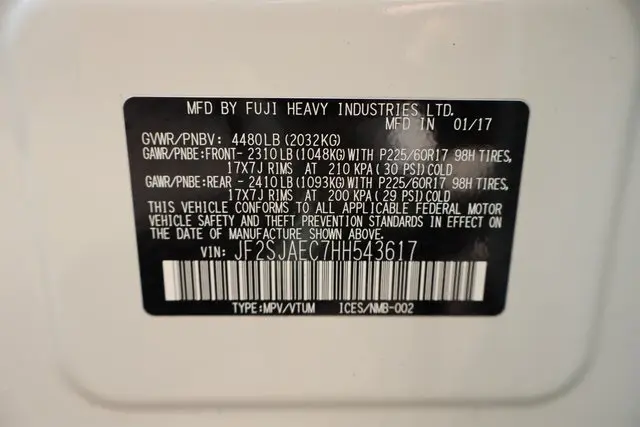 MFD BY FUJI HEAVY INDUSTRIES LTD.
MFD IN 01/17
GVWR/PNBV: 4480LB(2032KG)
GAWR/PNBE:FRONT- 2310LB(1048KG)WITH P225/60R17 98H TIRES,
17X7J RIMS AT 210 KPA(30 PSI)COLD
GAWR/PNBE:REAR - 2410LB(1093KG)WITH P225/60R17 98H TIRES,
17X7J RIMS AT 200 KPA(29 PSI)COLD
THIS VEHICLE CONFORMS TO ALL APPLICABLE FEDERAL MOTOR
VEHICLE SAFETY AND THEFT PREVENTION STANDARDS IN EFFECT ON
THE DATE OF MANUFACTURE SHOWN ABOVE.
VIN: JF2SJAEC7HH543617
TYPE:MPV/VTUM ICES/NMB-002